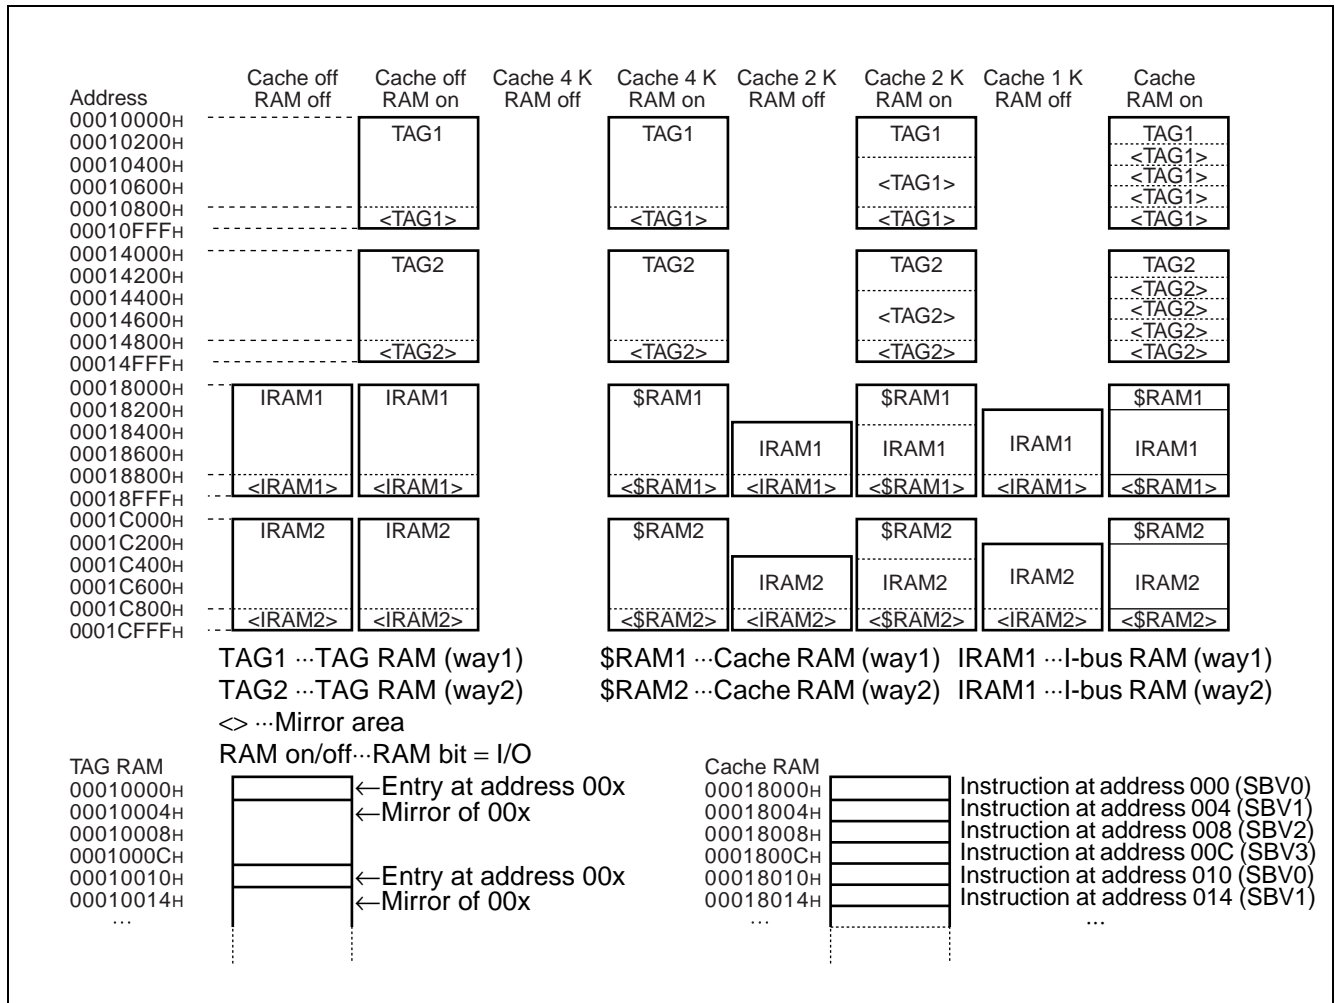 Cache off Cache off Cache 4 K Cache 4 K Cache 2 K Cache 2 K Cache 1 K Cache
Address RAM off RAM on RAM off RAM on RAM off RAM on RAM off RAM on
00010000H
00010200H TAG1 TAG1 TAG1 TAG1
00010400H <TAG1>
00010600H <TAG1> <TAG1>
<TAG1>
00010800H <TAG1> <TAG1> <TAG1> <TAG1>
00010FFFH
00014000H TAG2 TAG2 TAG2 TAG2
00014200H <TAG2>
00014400H <TAG2>
00014600H <TAG2> <TAG2>
00014800H <TAG2> <TAG2> <TAG2> <TAG2>
00014FFFH
00018000H IRAM1 IRAM1 $RAM1 $RAM1 $RAM1
00018200H
00018400H
00018600H IRAM1 IRAM1 IRAM1 IRAM1
00018800H <IRAM1> <IRAM1> <$RAM1> <IRAM1> <$RAM1> <IRAM1> <$RAM1>
00018FFFH
0001C000H IRAM2 IRAM2 $RAM2 $RAM2 $RAM2
0001C200H
0001C400H
0001C600H IRAM2 IRAM2 IRAM2 IRAM2
0001C800H <IRAM2> <IRAM2> <$RAM2> <IRAM2> <$RAM2> <IRAM2> <$RAM2>
0001CFFFH
TAG1 ···TAG RAM (way1) $RAM1 ···Cache RAM (way1) IRAM1 ···I-bus RAM (way1)
TAG2 ···TAG RAM (way2) $RAM2 ···Cache RAM (way2) IRAM1 ···I-bus RAM (way2)
<> ···Mirror area
RAM on/off···RAM bit = I/O
TAG RAM
00010000H ←Entry at address 00x
00010004H ←Mirror of 00x
00010008H
0001000CH
00010010H ←Entry at address 00x
00010014H ←Mirror of 00x
...
Cache RAM
00018000H Instruction at address 000 (SBV0)
00018004H Instruction at address 004 (SBV1)
00018008H Instruction at address 008 (SBV2)
0001800CH Instruction at address 00C (SBV3)
00018010H Instruction at address 010 (SBV0)
00018014H Instruction at address 014 (SBV1)
... ...